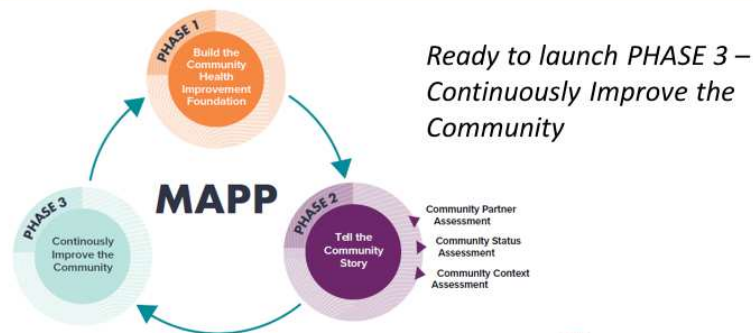 PHASE 1
Build the
Community
Health
Improvement
Foundation
Ready to launch PHASE 3 –
Continuously Improve the
Community
MAPP
PHASE 2
Tell the
Community
Story
Community Partner
Assessment
Community Status
Assessment
Community Context
Assessment
PHASE 3
Continously
Improve the
Community